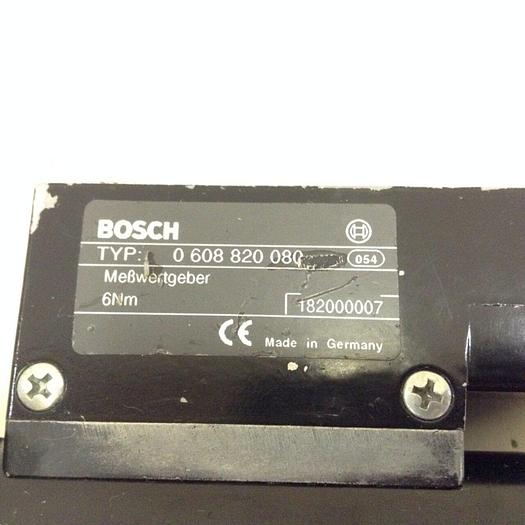 BOSCH
TYP: 0 608 820 080 054
Meßwertgeber
6Nm
182000007
CE Made in Germany